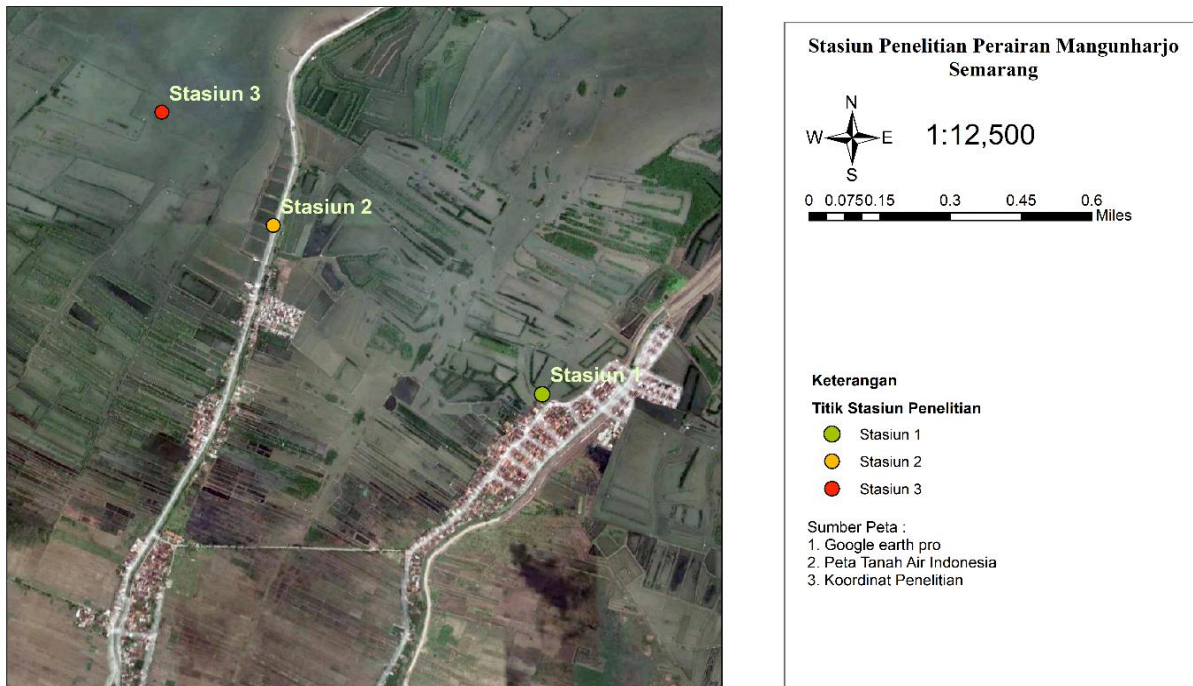 Stasiun 3
Stasiun 2
Stasiun 1
Stasiun Penelitian Perairan Mangunharjo
Semarang
N
W E
S
1:12,500
0 0.0750.15 0.3 0.45 0.6
Miles
Keterangan
Titik Stasiun Penelitian
Stasiun 1
Stasiun 2
Stasiun 3
Sumber Peta :
1. Google earth pro
2. Peta Tanah Air Indonesia
3. Koordinat Penelitian